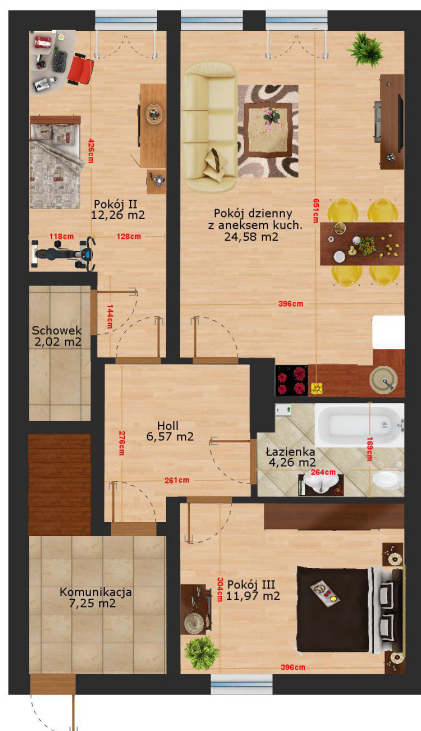 426cm
Pokój II
12,26 m2
118cm
128cm
651cm
Pokój dzienny
z aneksem kuch.
24,58 m2
396cm
144cm
Schowek
2,02 m2
Holl
6,57 m2
276cm
261cm
169cm
Łazienka
4,26 m2
264cm
Komunikacja
7,25 m2
304cm
Pokój III
11,97 m2
396cm